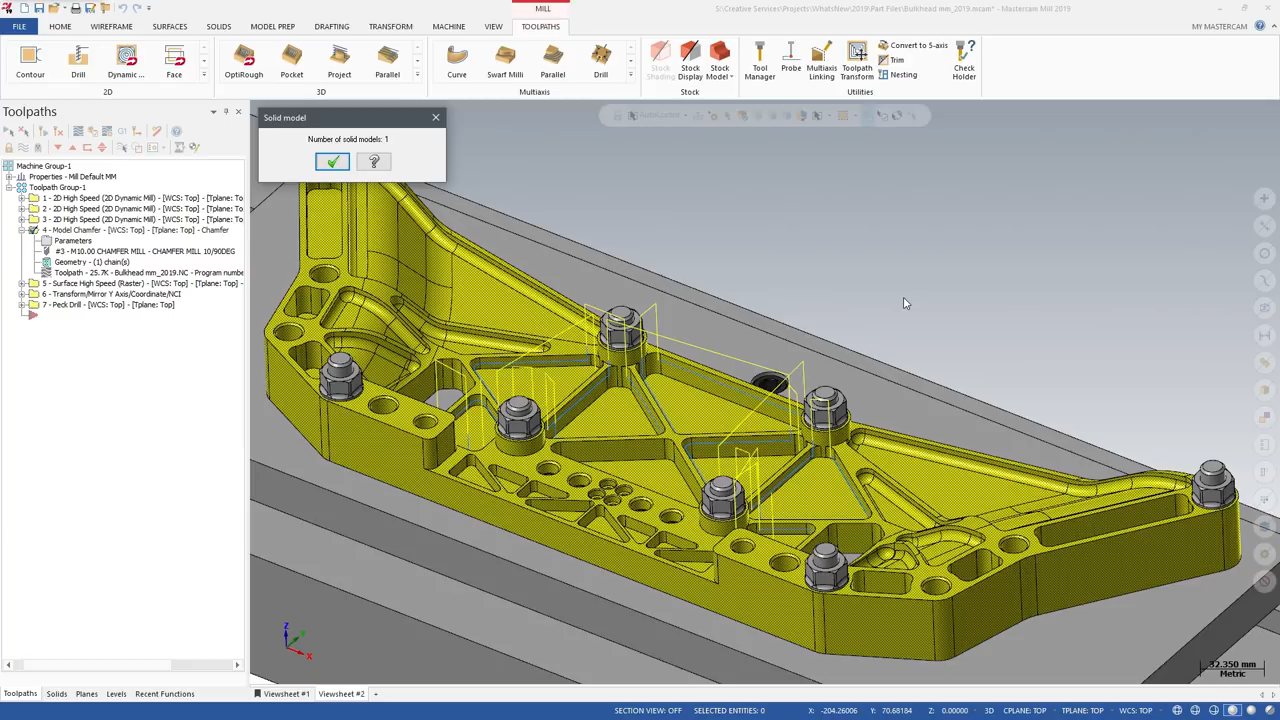 MILL
S:\Creative Services\Projects\WhatsNew\2019\Part Files\Bulkhead mm_2019.mcam* - Mastercam Mill 2019
FILE HOME WIREFRAME SURFACES SOLIDS MODEL PREP DRAFTING TRANSFORM MACHINE VIEW TOOLPATHS MY MASTERCAM
Contour Drill Dynamic ... Face
2D
OptiRough Pocket Project Parallel
3D
Curve Swarf Milli Parallel Drill
Multiaxis
Stock Shading Stock Display Stock Model
Stock
Tool Manager Probe Multiaxis Linking Toolpath Transform Convert to 5-axis Trim Nesting Check Holder
Utilities
Toolpaths
Solid model
Number of solid models: 1
AutoCursor
Machine Group-1
Properties - Mill Default MM
Toolpath Group-1
1 - 2D High Speed (2D Dynamic Mill) - [WCS: Top] - [Tplane: To
2 - 2D High Speed (2D Dynamic Mill) - [WCS: Top] - [Tplane: To
3 - 2D High Speed (2D Dynamic Mill) - [WCS: Top] - [Tplane: To
4 - Model Chamfer - [WCS: Top] - [Tplane: Top] - Chamfer
Parameters
#3 - M10.00 CHAMFER MILL - CHAMFER MILL 10/90DEG
Geometry - (1) chain(s)
Toolpath - 25.7K - Bulkhead mm_2019.NC - Program numbe
5 - Surface High Speed (Raster) - [WCS: Top] - [Tplane: To
6 - Transform/Mirror Y Axis/Coordinate/NCI
7 - Peck Drill - [WCS: Top] - [Tplane: Top]
Z
Y
X
32.350 mm
Metric
Toolpaths Solids Planes Levels Recent Functions
Viewsheet #1 Viewsheet #2 +
SECTION VIEW: OFF SELECTED ENTITIES: 0 X: -204.26006 Y: 70.68184 Z: 0.00000 3D CPLANE: TOP TPLANE: TOP WCS: TOP